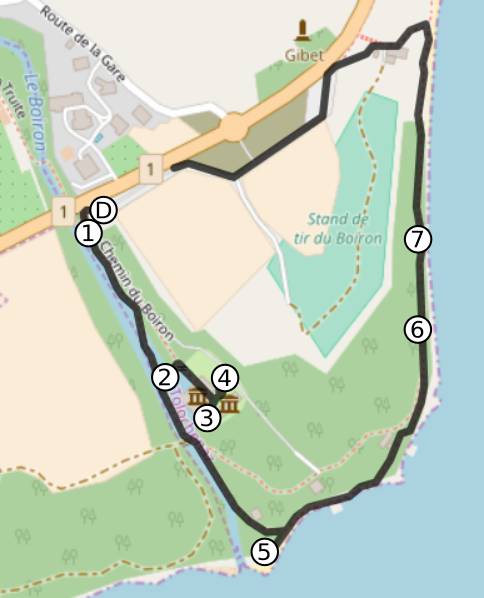 Route de la Gare
Gibet
Truite
Le Boiron
1
1
D
1
Chemin du Boiron
Stand de
tir du Boiron
7
6
2
4
3
5